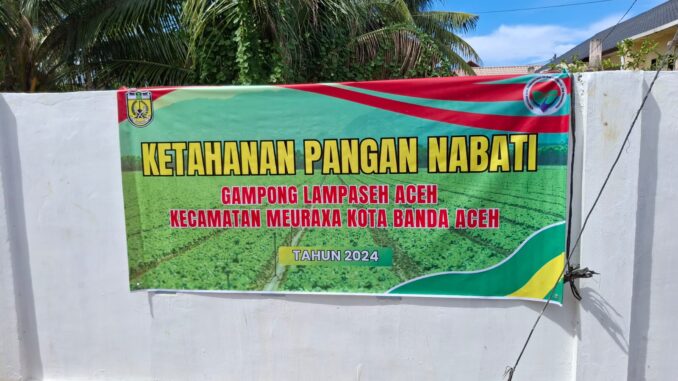 KETAHANAN PANGAN NABATI
GAMPONG LAMPASEH ACEH
KECAMATAN MEURAXA KOTA BANDA ACEH
TAHUN 2024